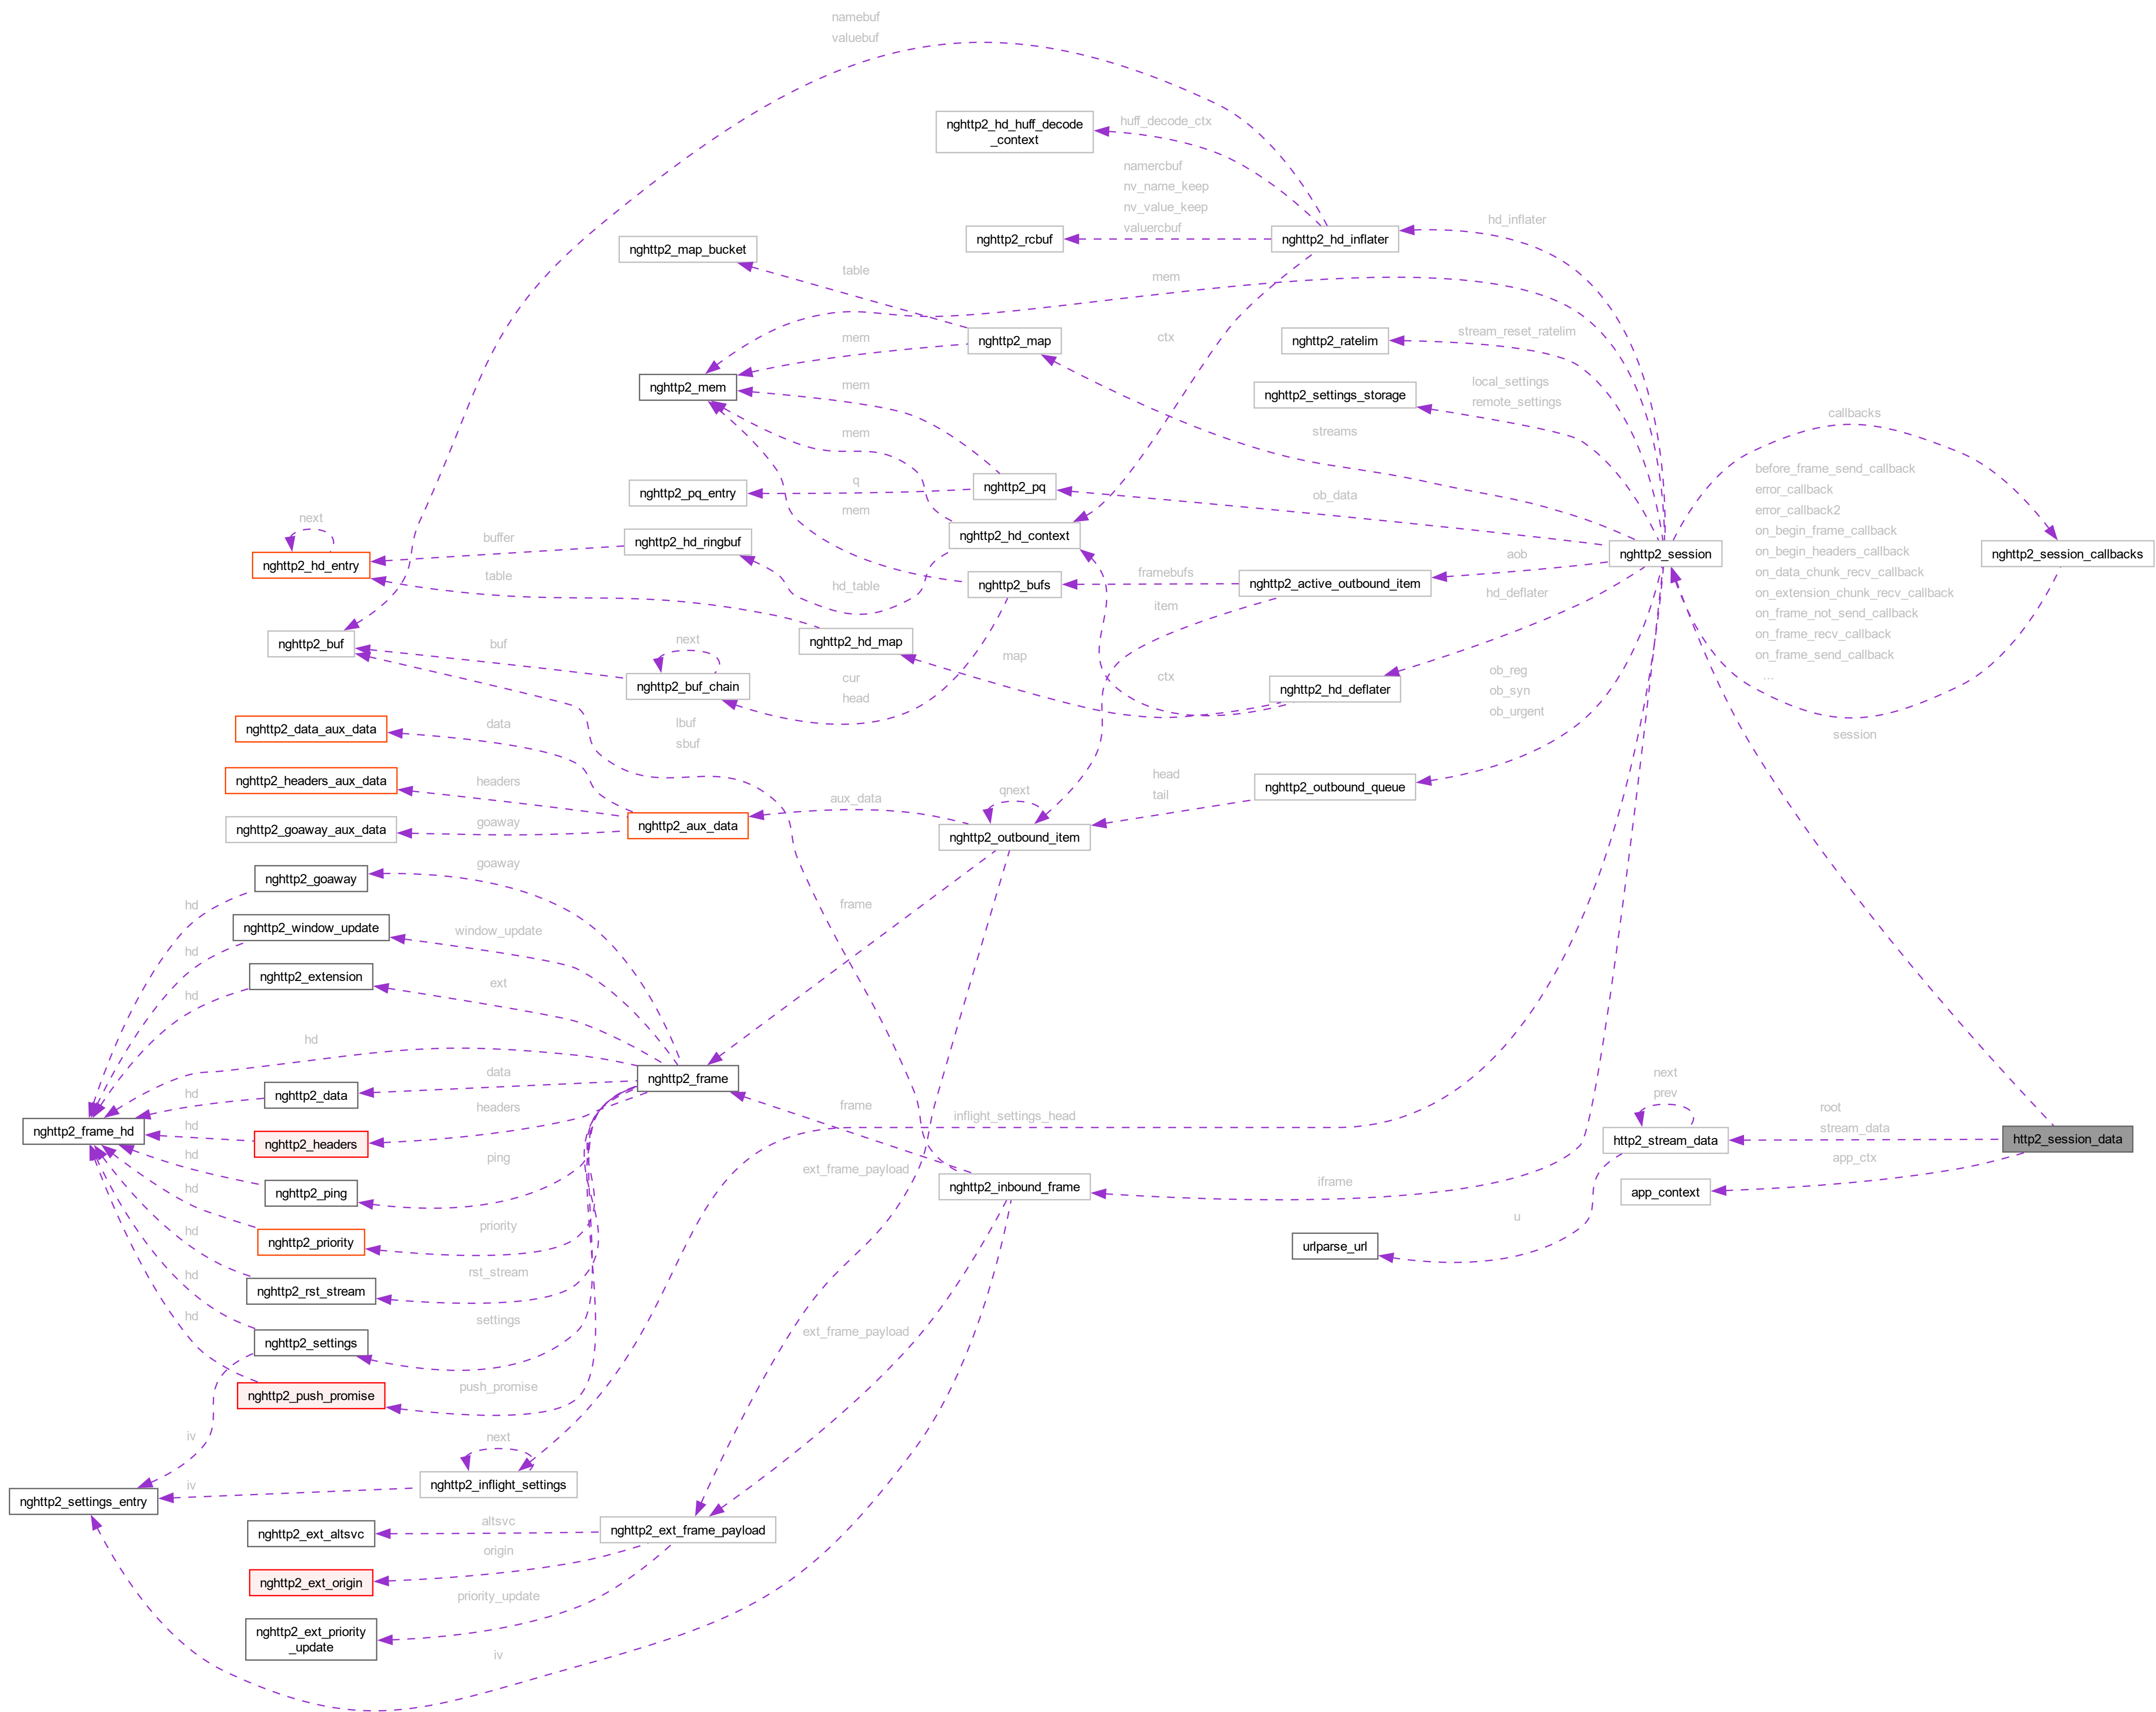 namebuf
valuebuf
nghttp2_hd_huff_decode
_context
huff_decode_ctx
namercbuf
nv_name_keep
nv_value_keep
valuercbuf
nghttp2_rcbuf
nghttp2_hd_inflater
hd_inflater
nghttp2_map_bucket
table
mem
nghttp2_map
mem
ctx
nghttp2_ratelim
stream_reset_ratelim
nghttp2_mem
mem
nghttp2_settings_storage
local_settings
remote_settings
callbacks
mem
streams
nghttp2_pq_entry
q
nghttp2_pq
ob_data
mem
before_frame_send_callback
error_callback
error_callback2
on_begin_frame_callback
on_begin_headers_callback
on_data_chunk_recv_callback
on_extension_chunk_recv_callback
on_frame_not_send_callback
on_frame_recv_callback
on_frame_send_callback
...
next
nghttp2_hd_entry
buffer
nghttp2_hd_ringbuf
nghttp2_hd_context
nghttp2_session
nghttp2_session_callbacks
table
hd_table
nghttp2_bufs
framebufs
nghttp2_active_outbound_item
aob
hd_deflater
item
nghttp2_buf
buf
next
nghttp2_hd_map
map
nghttp2_buf_chain
cur
head
ctx
nghttp2_hd_deflater
ob_reg
ob_syn
ob_urgent
session
nghttp2_data_aux_data
data
lbuf
sbuf
nghttp2_headers_aux_data
headers
head
tail
nghttp2_outbound_queue
nghttp2_goaway_aux_data
goaway
nghttp2_aux_data
aux_data
qnext
nghttp2_outbound_item
nghttp2_goaway
goaway
hd
frame
nghttp2_window_update
window_update
hd
nghttp2_extension
ext
hd
hd
nghttp2_frame
data
nghttp2_data
hd
nghttp2_frame_hd
headers
nghttp2_headers
hd
frame
inflight_settings_head
next
prev
http2_stream_data
root
stream_data
http2_session_data
app_ctx
app_context
ping
nghttp2_ping
hd
ext_frame_payload
nghttp2_inbound_frame
iframe
hd
priority
nghttp2_priority
u
urlparse_url
hd
rst_stream
nghttp2_rst_stream
hd
settings
nghttp2_settings
hd
ext_frame_payload
push_promise
nghttp2_push_promise
iv
next
nghttp2_inflight_settings
iv
nghttp2_settings_entry
altsvc
nghttp2_ext_altsvc
nghttp2_ext_frame_payload
origin
nghttp2_ext_origin
priority_update
nghttp2_ext_priority
_update
iv